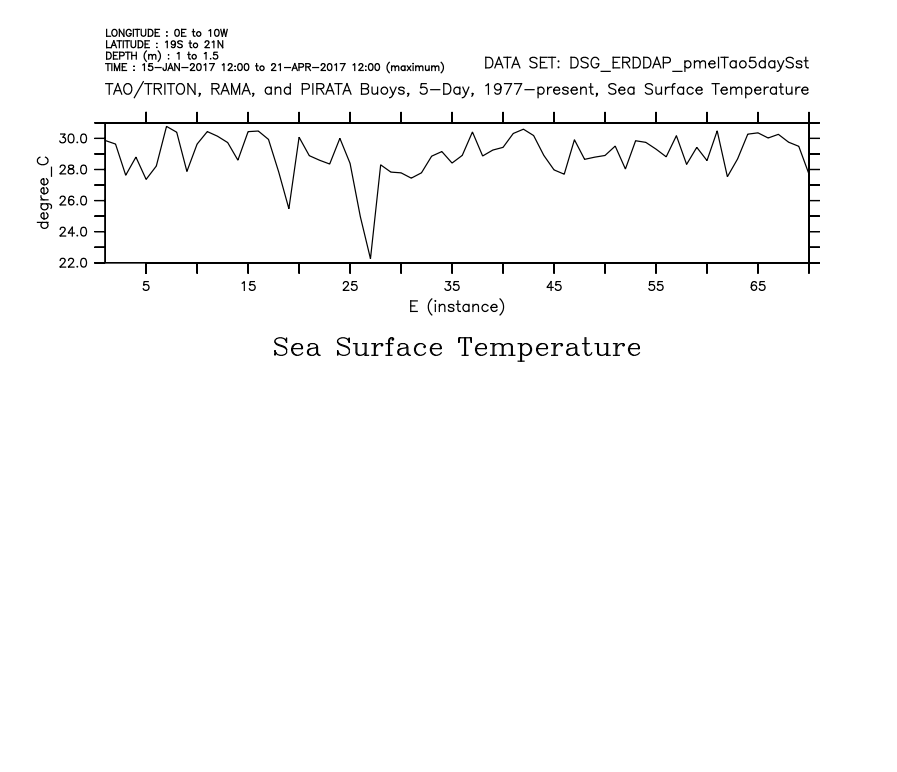 LONGITUDE : 0E to 10W
LATITUDE : 19S to 21N
DEPTH (m) : 1 to 1.5
TIME : 15-JAN-2017 12:00 to 21-APR-2017 12:00 (maximum)
DATA SET: DSG_ERDDAP_pmelTao5daySst
TAO/TRITON, RAMA, and PIRATA Buoys, 5-Day, 1977-present, Sea Surface Temperature
degree_C
30.0
28.0
26.0
24.0
22.0
5 15 25 35 45 55 65
E (instance)
Sea Surface Temperature